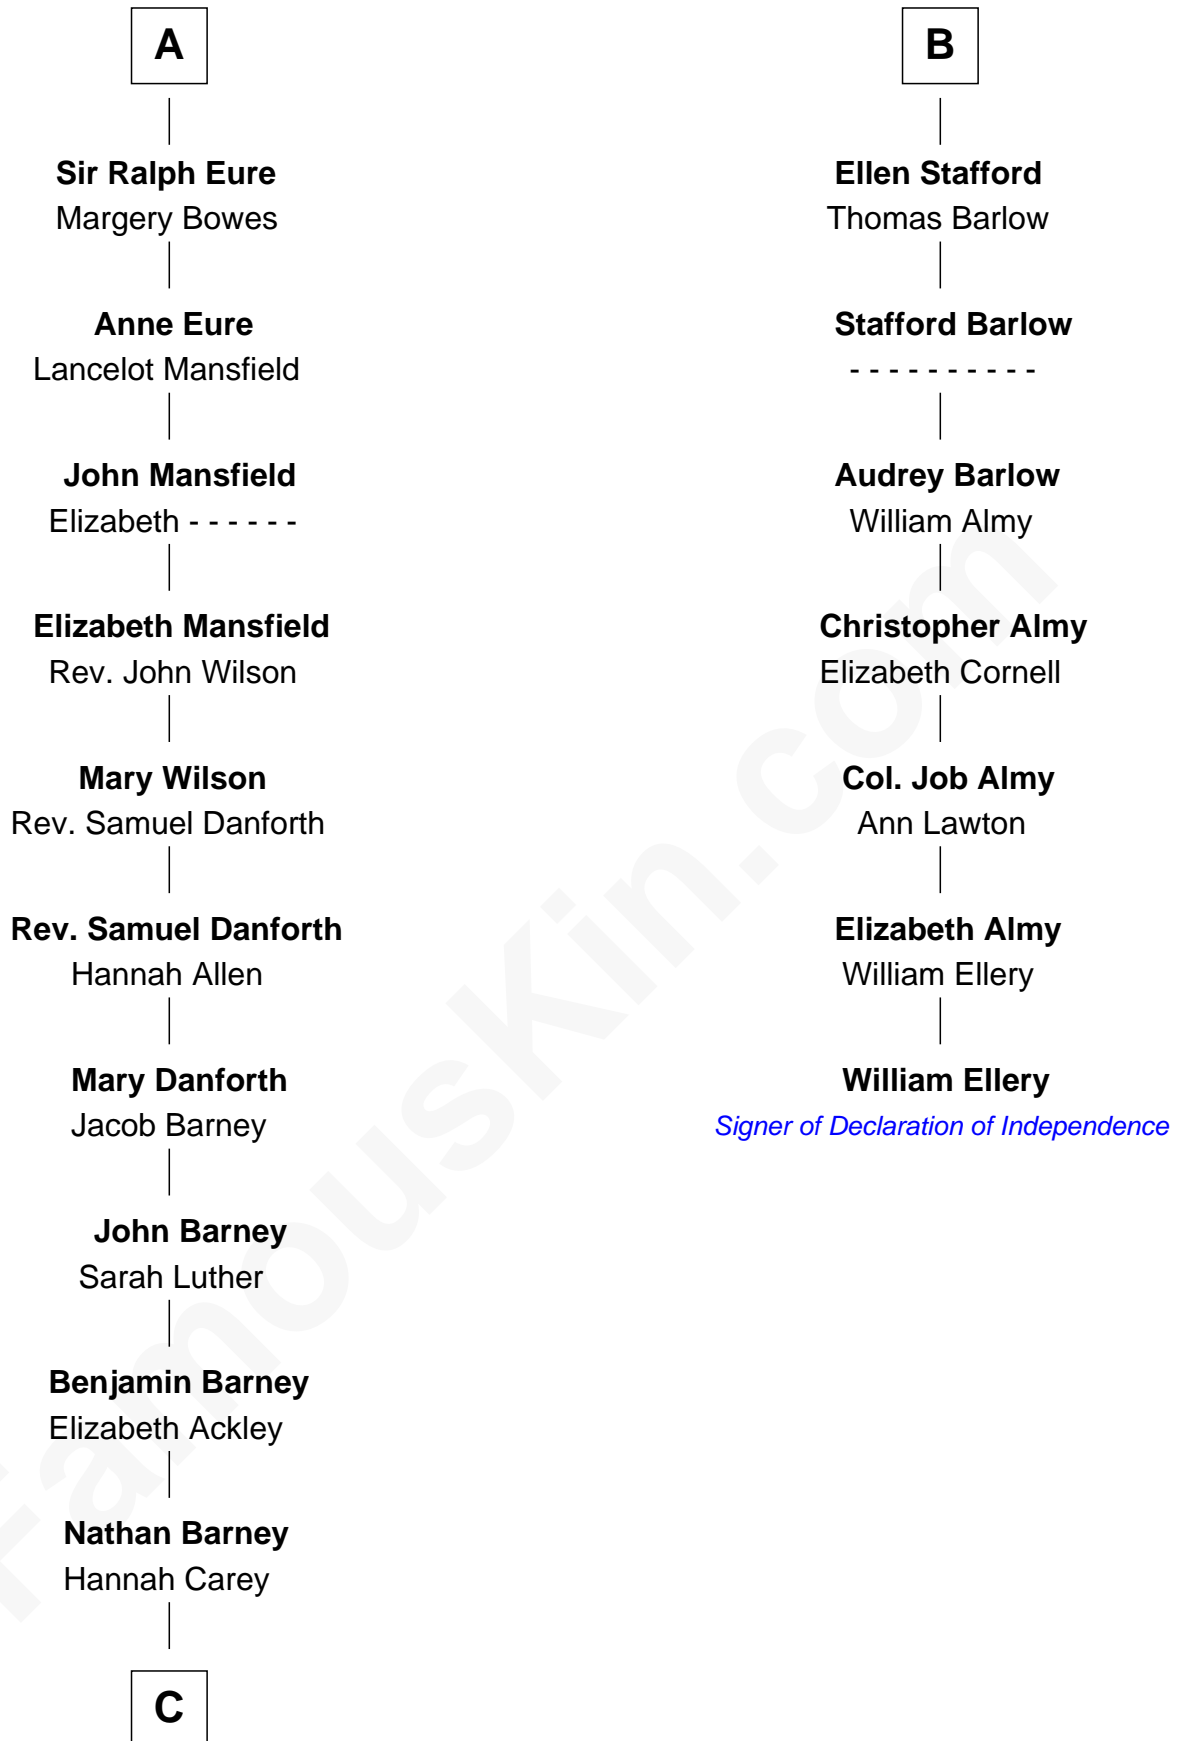 A
Sir Ralph Eure
Margery Bowes
Anne Eure
Lancelot Mansfield
John Mansfield
Elizabeth - - - - - -
Elizabeth Mansfield
Rev. John Wilson
Mary Wilson
Rev. Samuel Danforth
Rev. Samuel Danforth
Hannah Allen
Mary Danforth
Jacob Barney
John Barney
Sarah Luther
Benjamin Barney
Elizabeth Ackley
Nathan Barney
Hannah Carey
C
B
Ellen Stafford
Thomas Barlow
Stafford Barlow
- - - - - - - - - -
Audrey Barlow
William Almy
Christopher Almy
Elizabeth Cornell
Col. Job Almy
Ann Lawton
Elizabeth Almy
William Ellery
William Ellery
Signer of Declaration of Independence
FamousKin.com